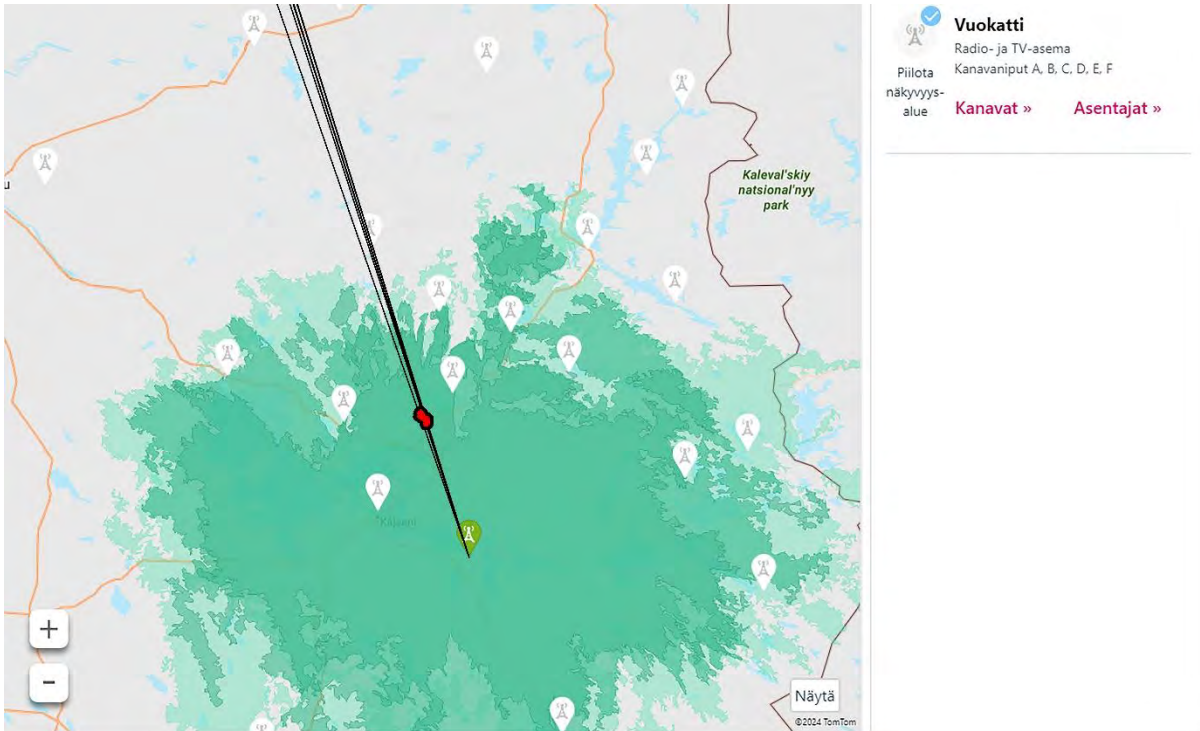 u
Kaleval'skiy
natsional'nyy
park
Kajaani
+
−
Näytä
©2024 TomTom
Vuokatti
Radio- ja TV-asema
Kanavaniput A, B, C, D, E, F
Piilota
näkyvyys-
alue
Kanavat »
Asentajat »